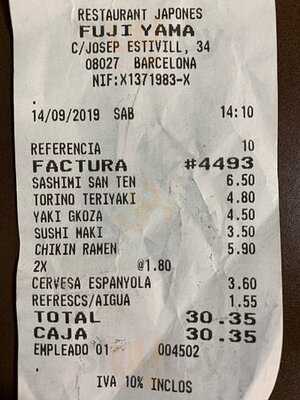 RESTAURANT JAPONES
FUJI YAMA
C/JOSEP ESTIVILL, 34
08027 BARCELONA
NIF:X1371983-X
14/09/2019 SAB 14:10
REFERENCIA 10
FACTURA #4493
SASHIMI SAN TEN 6.50
TORINO TERIYAKI 4.80
YAKI GKOZA 4.50
SUSHI MAKI 3.50
CHIKIN RAMEN 5.90
2X @1.80
CERVESA ESPANYOLA 3.60
REFRESCS/AIGUA 1.55
TOTAL 30.35
CAJA 30.35
EMPLEADO 01 004502
IVA 10% INCLOS